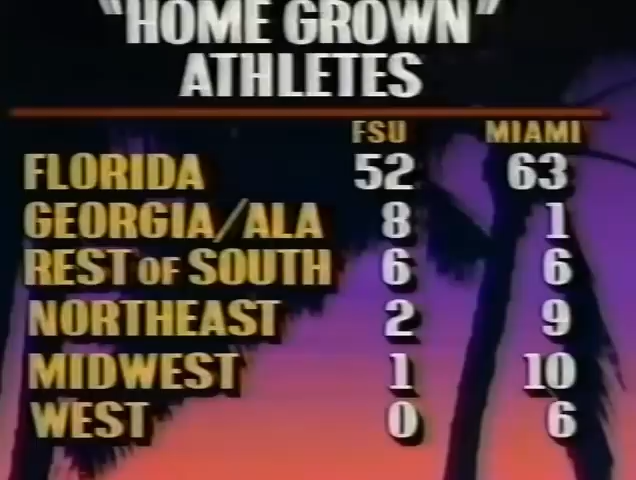 "HOME GROWN"
ATHLETES
FSU MIAMI
FLORIDA 52 63
GEORGIA/ALA 8 1
REST OF SOUTH 6 6
NORTHEAST 2 9
MIDWEST 1 10
WEST 0 6